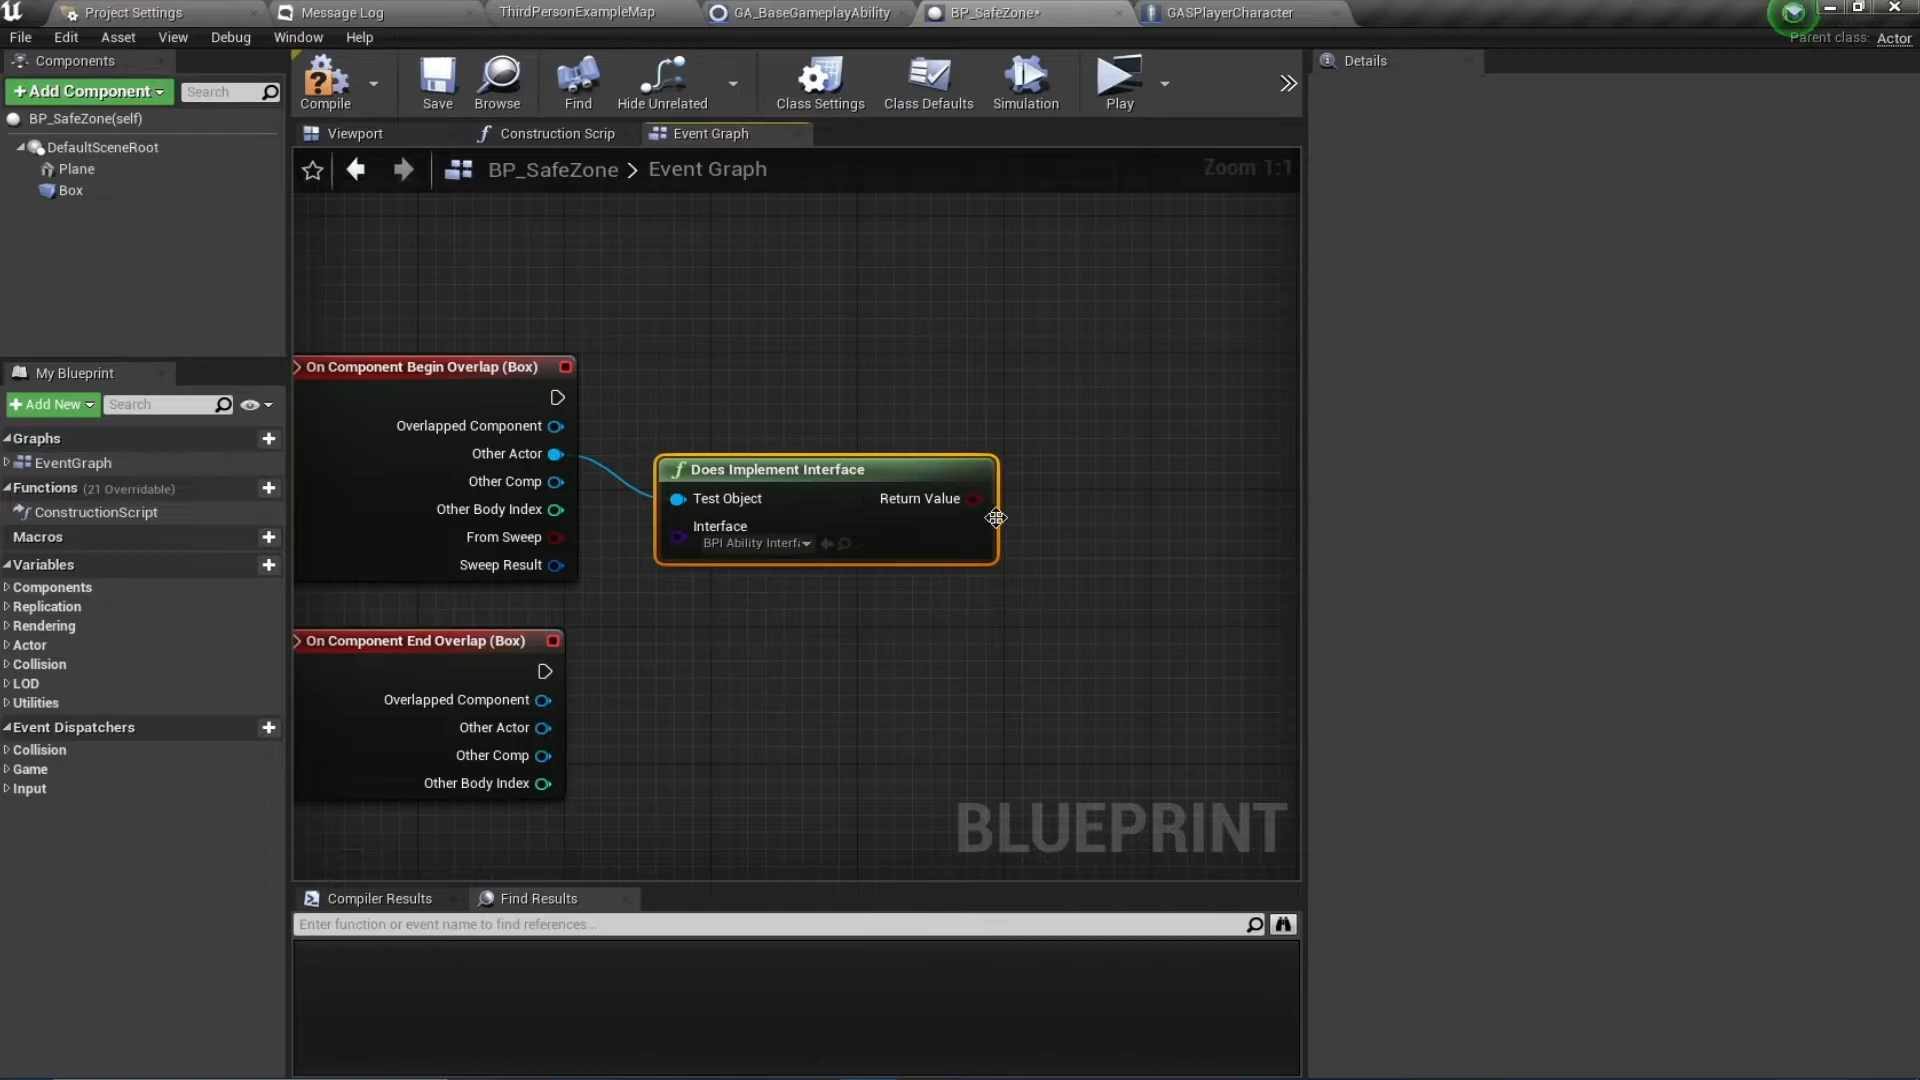 Project Settings
Message Log
ThirdPersonExampleMap
GA_BaseGameplayAbility
BP_SafeZone*
GASPlayerCharacter
File Edit Asset View Debug Window Help
Parent class: Actor
Components
+Add Component
Search
BP_SafeZone(self)
DefaultSceneRoot
Plane
Box
Compile
Save
Browse
Find
Hide Unrelated
Class Settings
Class Defaults
Simulation
Play
Details
Viewport
Construction Scrip
Event Graph
BP_SafeZone > Event Graph
Zoom 1:1
My Blueprint
+Add New
Search
Graphs
EventGraph
Functions (21 Overridable)
ConstructionScript
Macros
Variables
Components
Replication
Rendering
Actor
Collision
LOD
Utilities
Event Dispatchers
Collision
Game
Input
On Component Begin Overlap (Box)
Overlapped Component
Other Actor
Other Comp
Other Body Index
From Sweep
Sweep Result
Does Implement Interface
Test Object
Return Value
Interface
BPI Ability Interf
On Component End Overlap (Box)
Overlapped Component
Other Actor
Other Comp
Other Body Index
BLUEPRINT
Compiler Results
Find Results
Enter function or event name to find references...